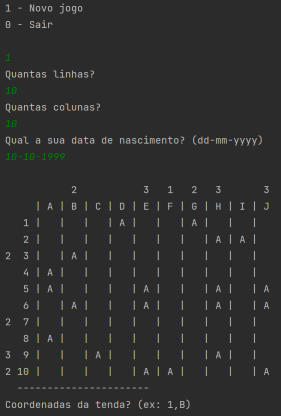 1 - Novo jogo
0 - Sair
1
Quantas linhas?
10
Quantas colunas?
10
Qual a sua data de nascimento? (dd-mm-yyyy)
10-10-1999
2 3 1 2 3 3
| A | B | C | D | E | F | G | H | I | J
1 | | | | A | | | A | | |
2 | | | | | | | | A | A |
2 3 | | A | | | | | | | |
4 | A | | | | | | | | |
5 | A | | | | A | | | A | | A
6 | | A | | | A | | | A | | A
2 7 | | | | | | | | | |
8 | A | | | | | | | | |
3 9 | | | A | | | | | A | |
2 10 | | | | | A | A | | | | A
----------------------
Coordenadas da tenda? (ex: 1,B)